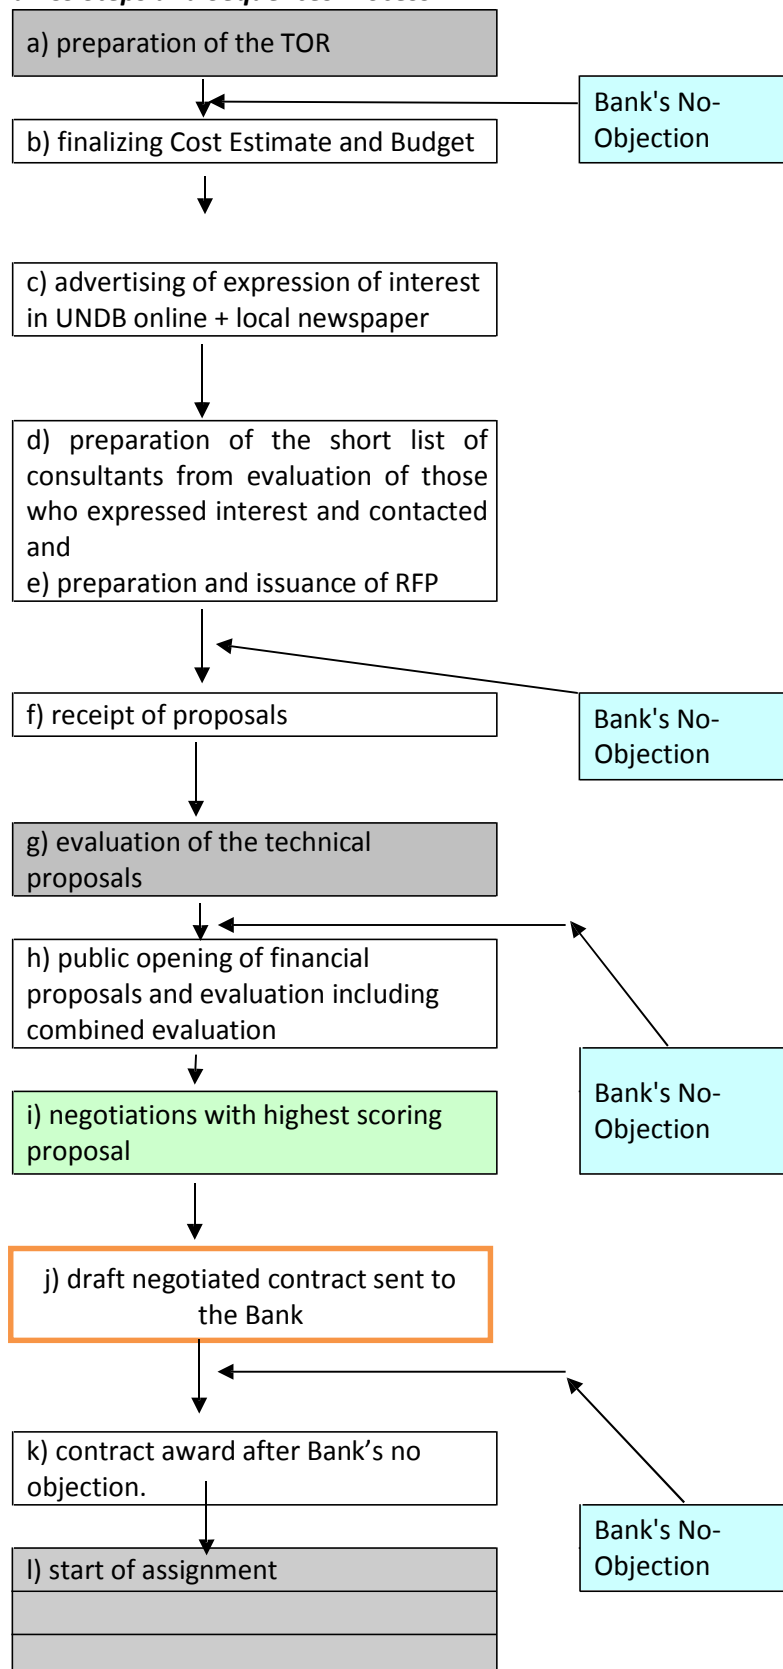 a) preparation of the TOR
Bank's No-
Objection
b) finalizing Cost Estimate and Budget
c) advertising of expression of interest
in UNDB online + local newspaper
d) preparation of the short list of
consultants from evaluation of those
who expressed interest and contacted
and
e) preparation and issuance of RFP
f) receipt of proposals
Bank's No-
Objection
g) evaluation of the technical
proposals
h) public opening of financial
proposals and evaluation including
combined evaluation
i) negotiations with highest scoring
proposal
Bank's No-
Objection
j) draft negotiated contract sent to
the Bank
k) contract award after Bank’s no
objection.
Bank's No-
Objection
l) start of assignment